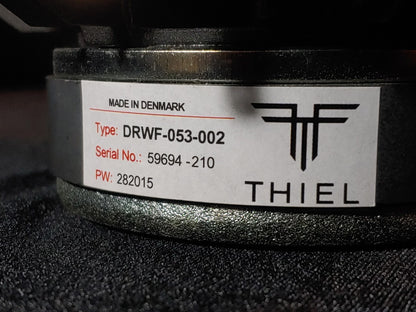 MADE IN DENMARK
Type: DRWF-053-002
Serial No.: 59694 -210
PW: 282015
THIEL